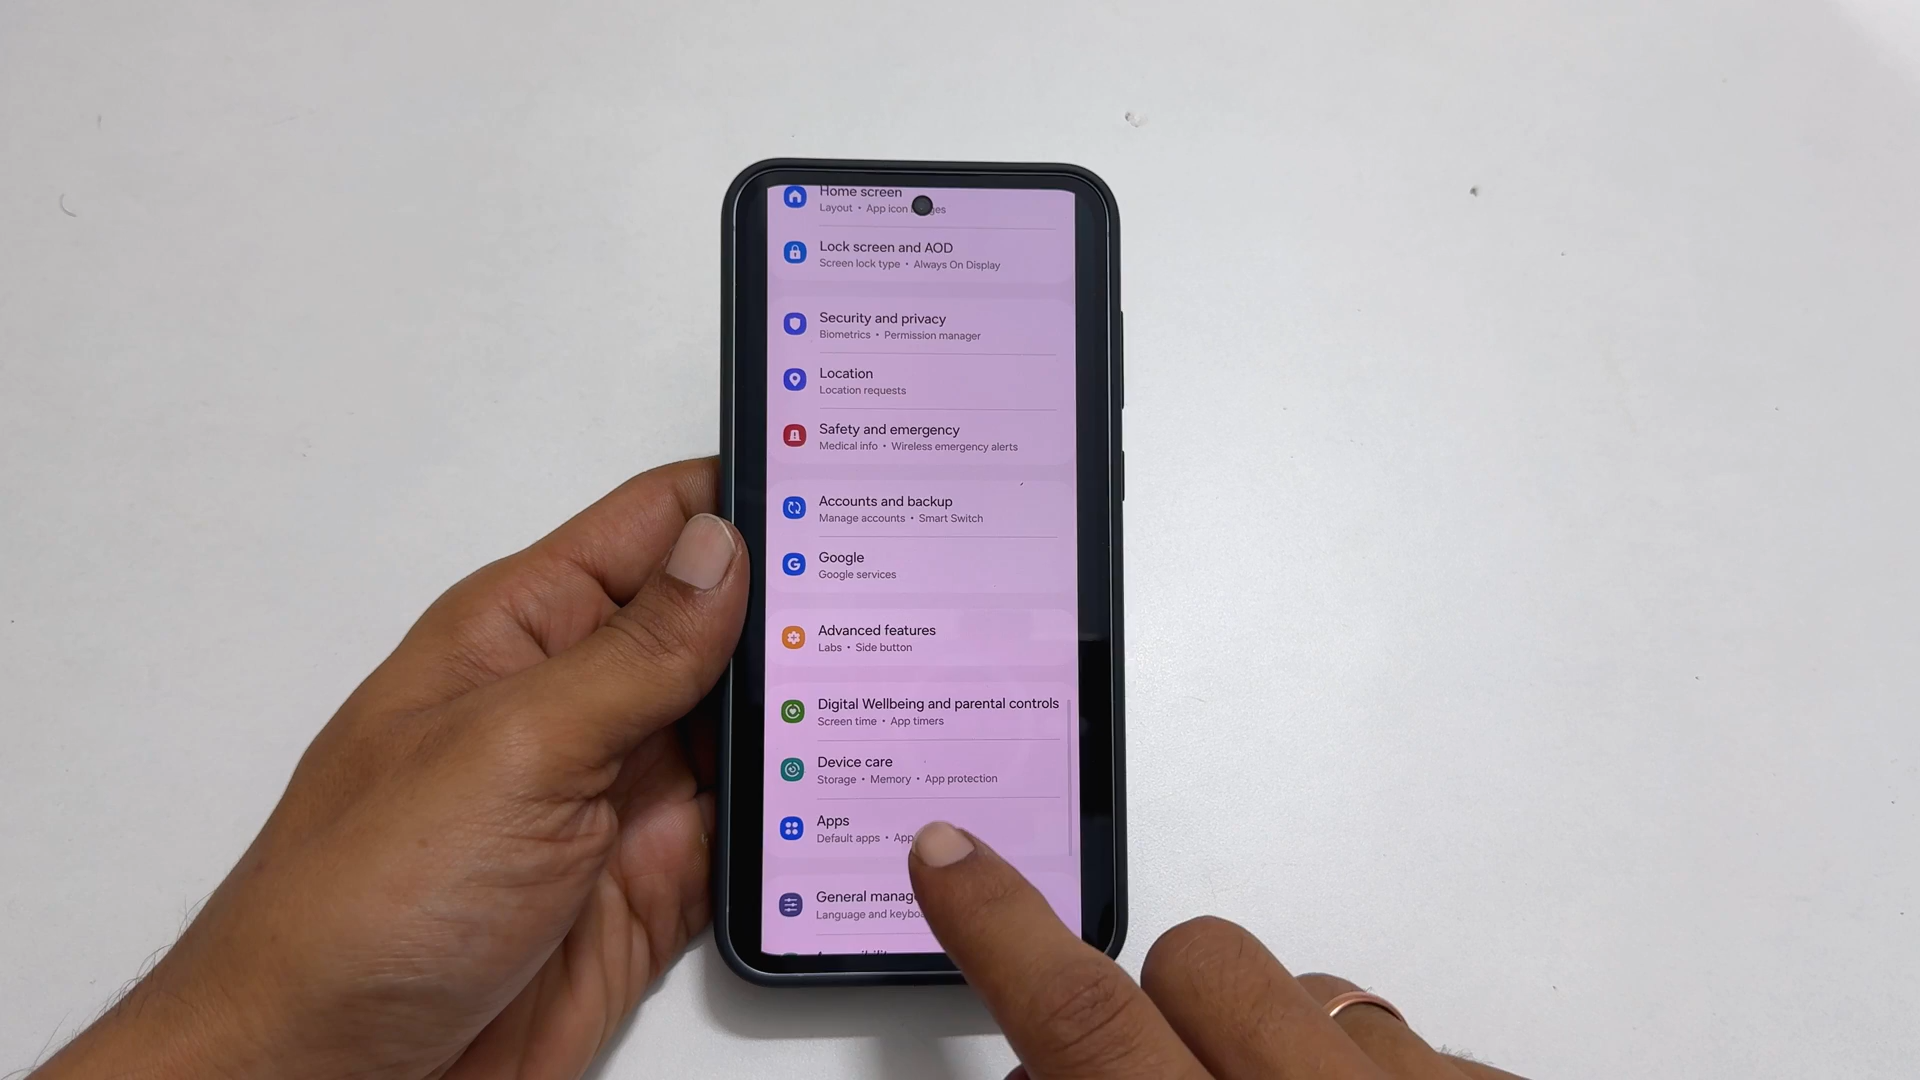 Home screen
Layout • App icon
Lock screen and AOD
Screen lock type • Always On Display
Security and privacy
Biometrics • Permission manager
Location
Location requests
Safety and emergency
Medical info • Wireless emergency alerts
Accounts and backup
Manage accounts • Smart Switch
Google
Google services
Advanced features
Labs • Side button
Digital Wellbeing and parental controls
Screen time • App timers
Device care
Storage • Memory • App protection
Apps
Default apps • App
General
Language and